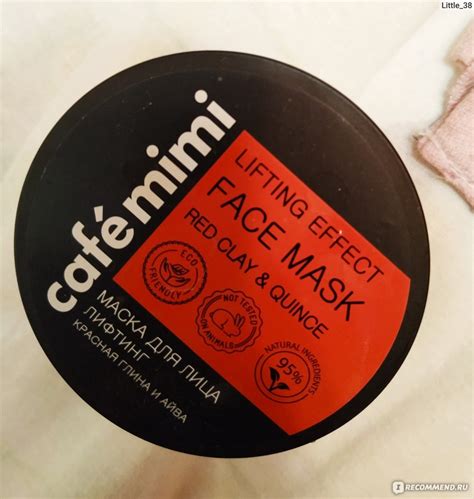 Little_38
café mimi
LIFTING EFFECT
FACE MASK
RED CLAY & QUINCE
ECO
FRIENDLY
NOT TESTED
ON ANIMALS
NATURAL INGREDIENTS
95%
МАСКА ДЛЯ ЛИЦА
ЛИФТИНГ
КРАСНАЯ ГЛИНА И АЙВА
IRECOMMEND.RU